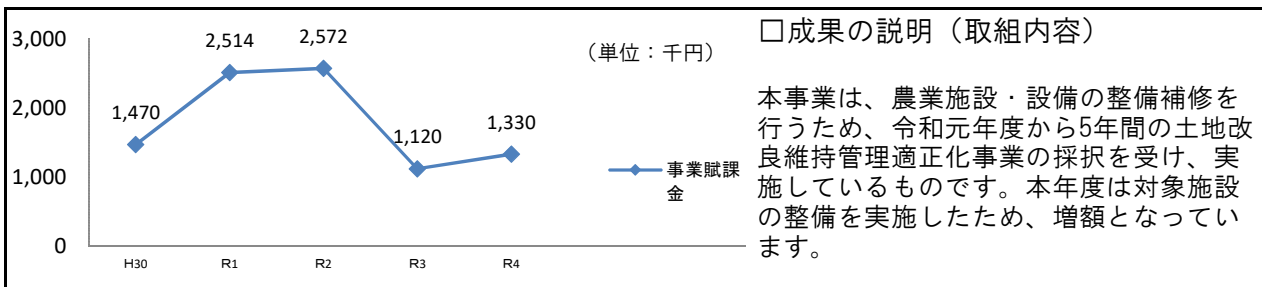 3,000
2,000
1,000
0
1,470
2,514
2,572
1,120
1,330
H30
R1
R2
R3
R4
（単位：千円）
事業賦課
金
□成果の説明（取組内容）
本事業は、農業施設・設備の整備補修を
行うため、令和元年度から5年間の土地改
良維持管理適正化事業の採択を受け、実
施しているものです。本年度は対象施設
の整備を実施したため、増額となってい
ます。